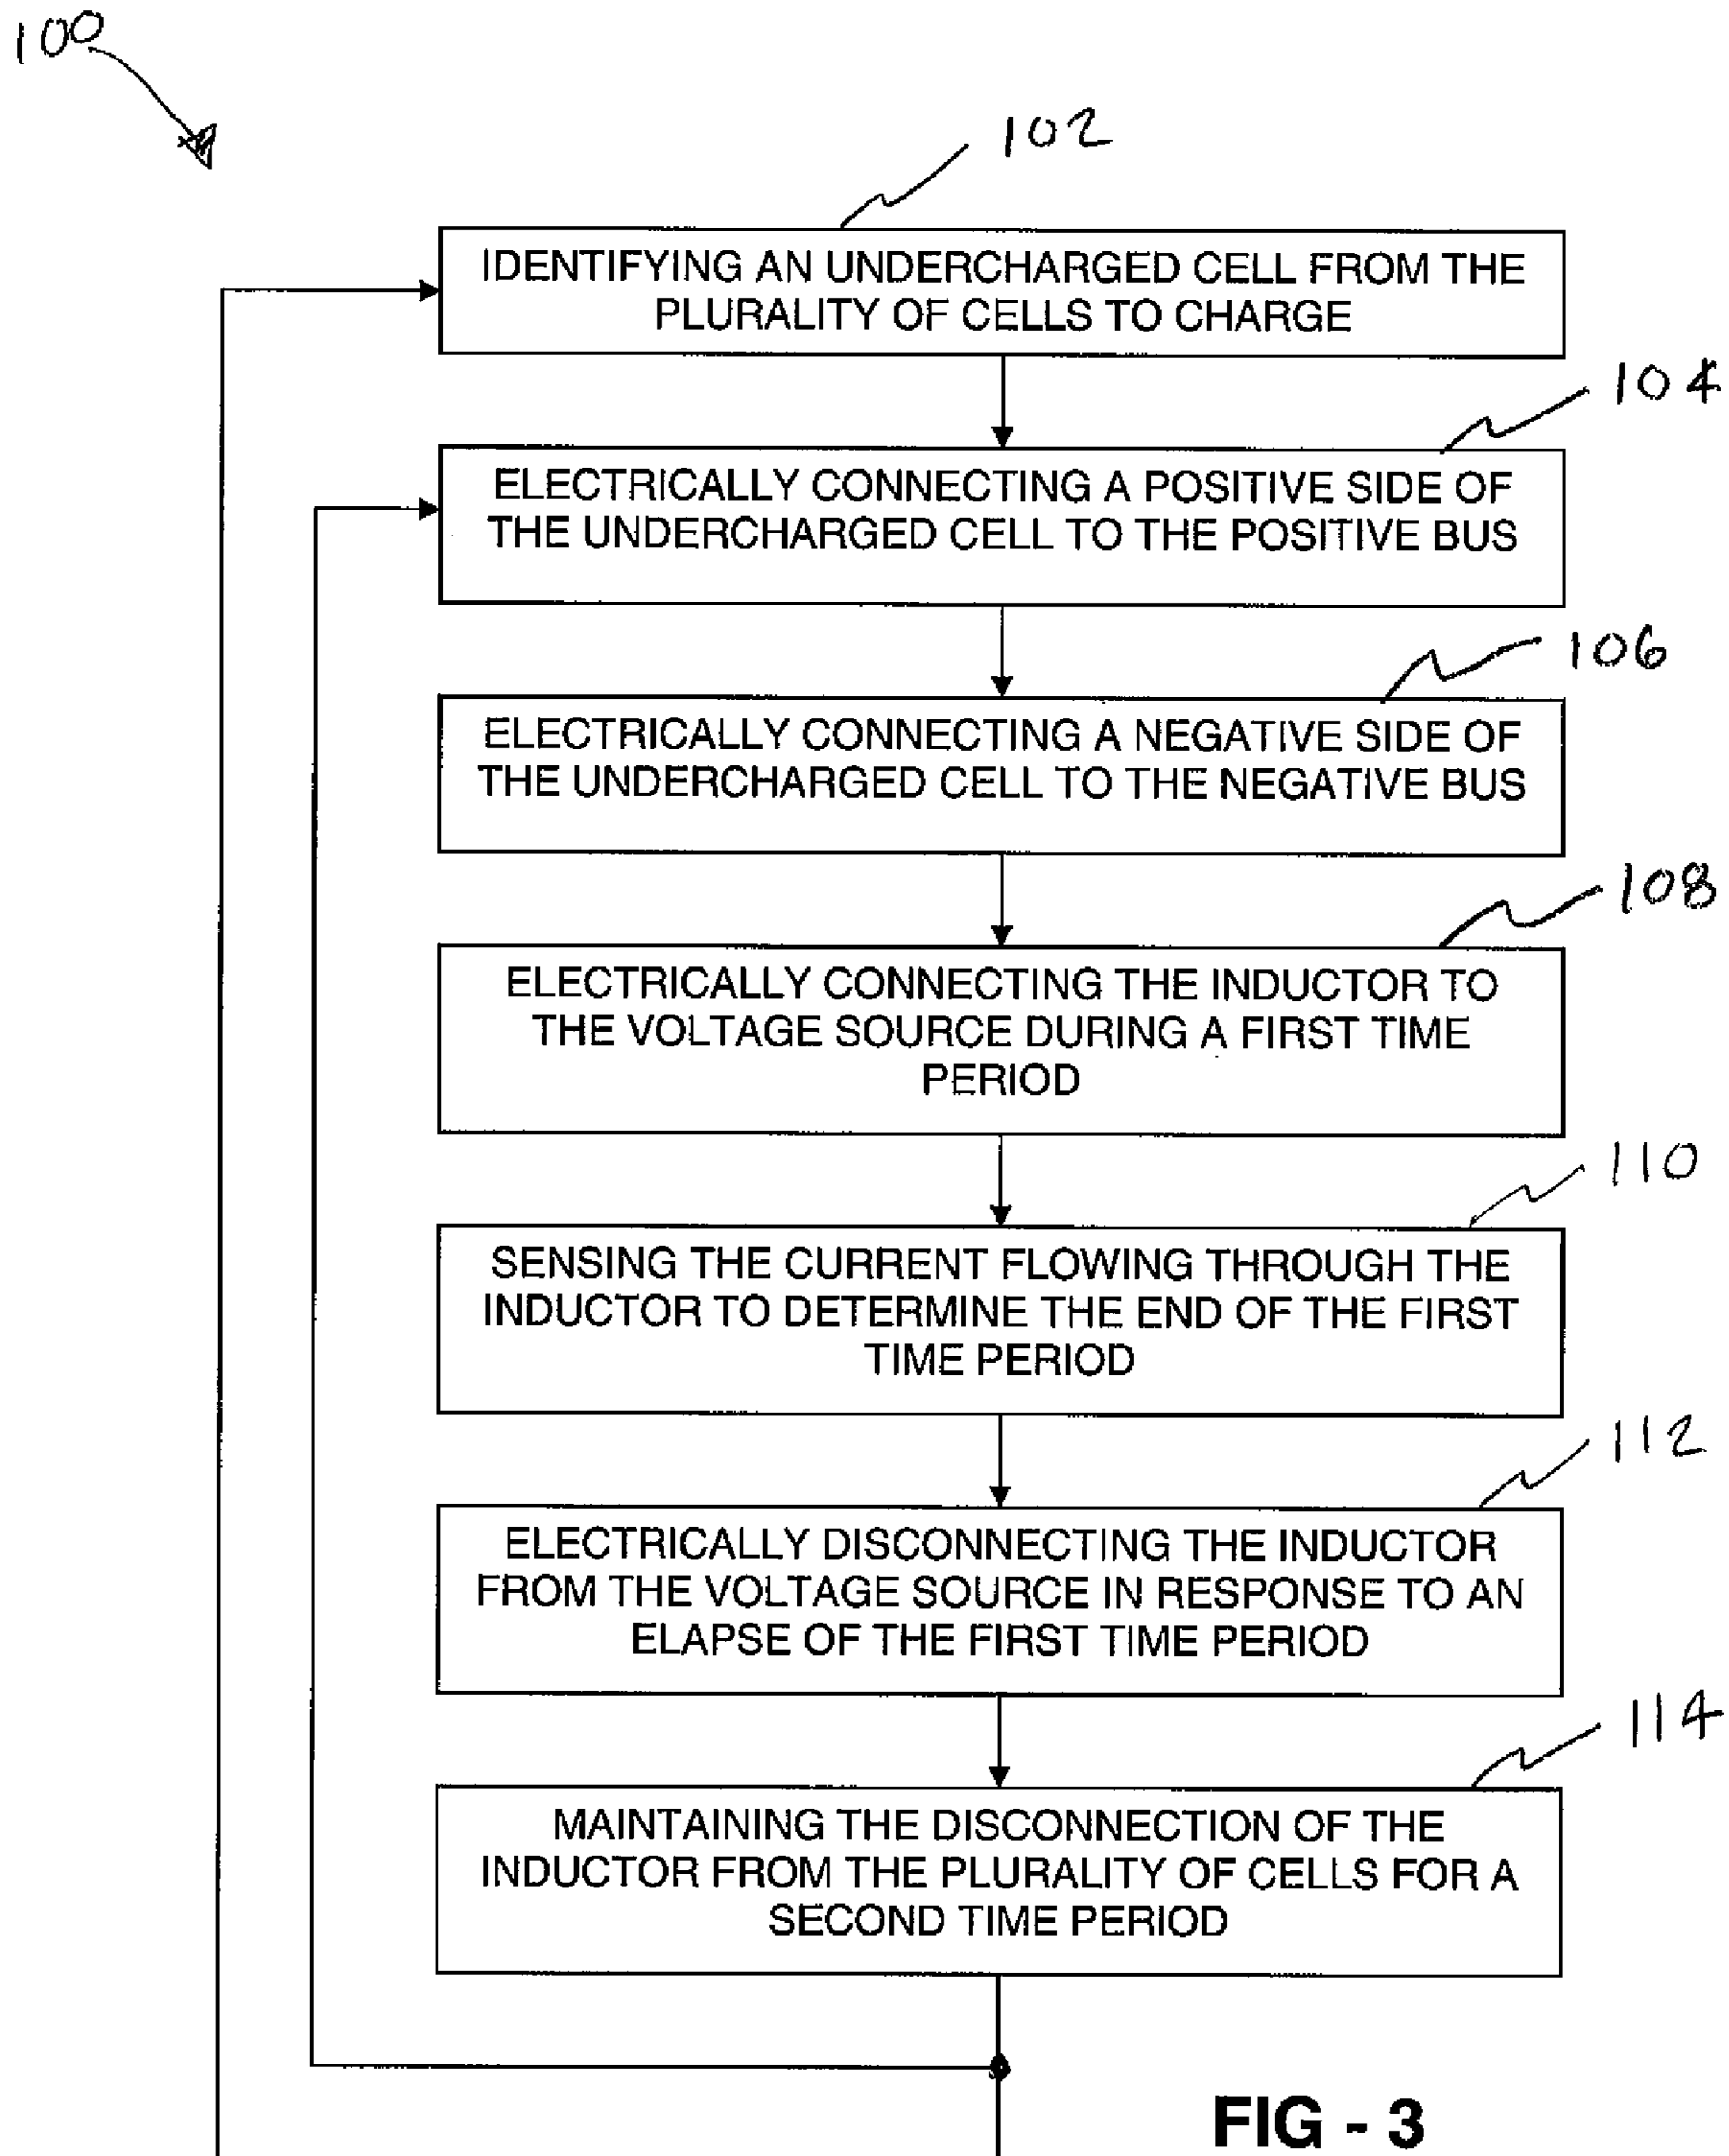 100
102
IDENTIFYING AN UNDERCHARGED CELL FROM THE
PLURALITY OF CELLS TO CHARGE
104
ELECTRICALLY CONNECTING A POSITIVE SIDE OF
THE UNDERCHARGED CELL TO THE POSITIVE BUS
106
ELECTRICALLY CONNECTING A NEGATIVE SIDE OF
THE UNDERCHARGED CELL TO THE NEGATIVE BUS
108
ELECTRICALLY CONNECTING THE INDUCTOR TO
THE VOLTAGE SOURCE DURING A FIRST TIME
PERIOD
110
SENSING THE CURRENT FLOWING THROUGH THE
INDUCTOR TO DETERMINE THE END OF THE FIRST
TIME PERIOD
112
ELECTRICALLY DISCONNECTING THE INDUCTOR
FROM THE VOLTAGE SOURCE IN RESPONSE TO AN
ELAPSE OF THE FIRST TIME PERIOD
114
MAINTAINING THE DISCONNECTION OF THE
INDUCTOR FROM THE PLURALITY OF CELLS FOR A
SECOND TIME PERIOD
FIG - 3